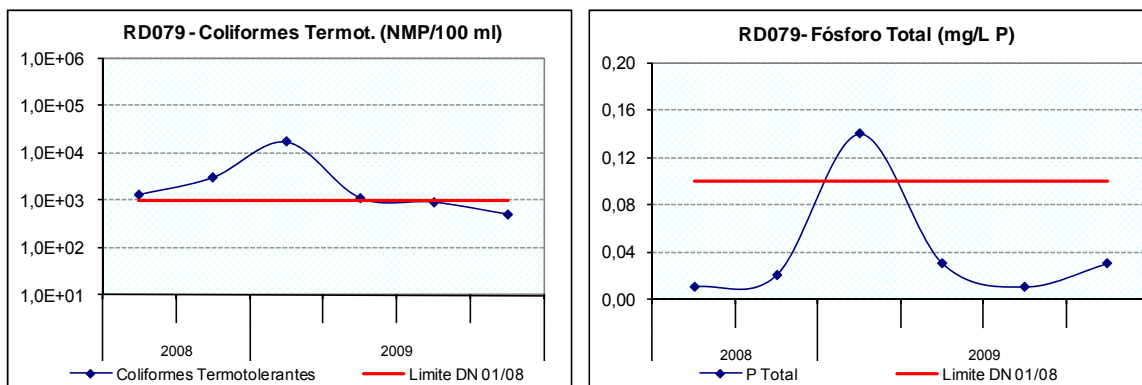 RD079 - Coliformes Termot. (NMP/100 ml)
1,0E+06
1,0E+05
1,0E+04
1,0E+03
1,0E+02
1,0E+01
2008
2009
Coliformes Termotolerantes
Limite DN 01/08
RD079- Fósforo Total (mg/L P)
0,20
0,16
0,12
0,08
0,04
0,00
2008
2009
P Total
Limite DN 01/08